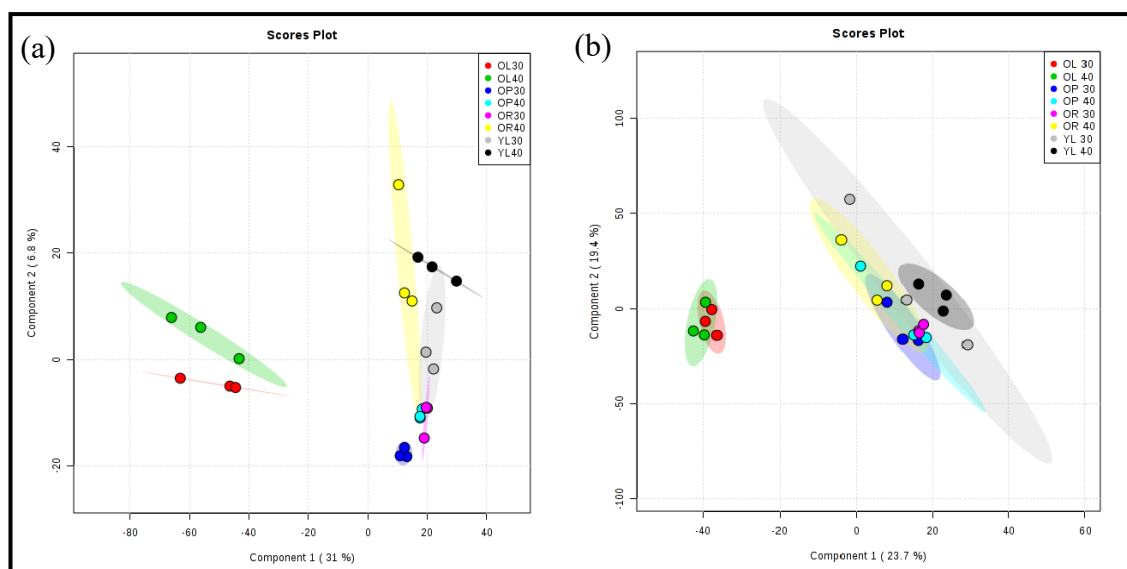 (a)
Scores Plot
OL30
OL40
OP30
OP40
OR30
OR40
YL30
YL40
40
20
0
-20
Component 2 ( 6.8 %)
-80
-60
-40
-20
0
20
40
Component 1 ( 31 %)
(b)
Scores Plot
OL 30
OL 40
OP 30
OP 40
OR 30
OR 40
YL 30
YL 40
100
50
0
-50
-100
Component 2 ( 19.4 %)
-40
-20
0
20
40
60
Component 1 ( 23.7 %)